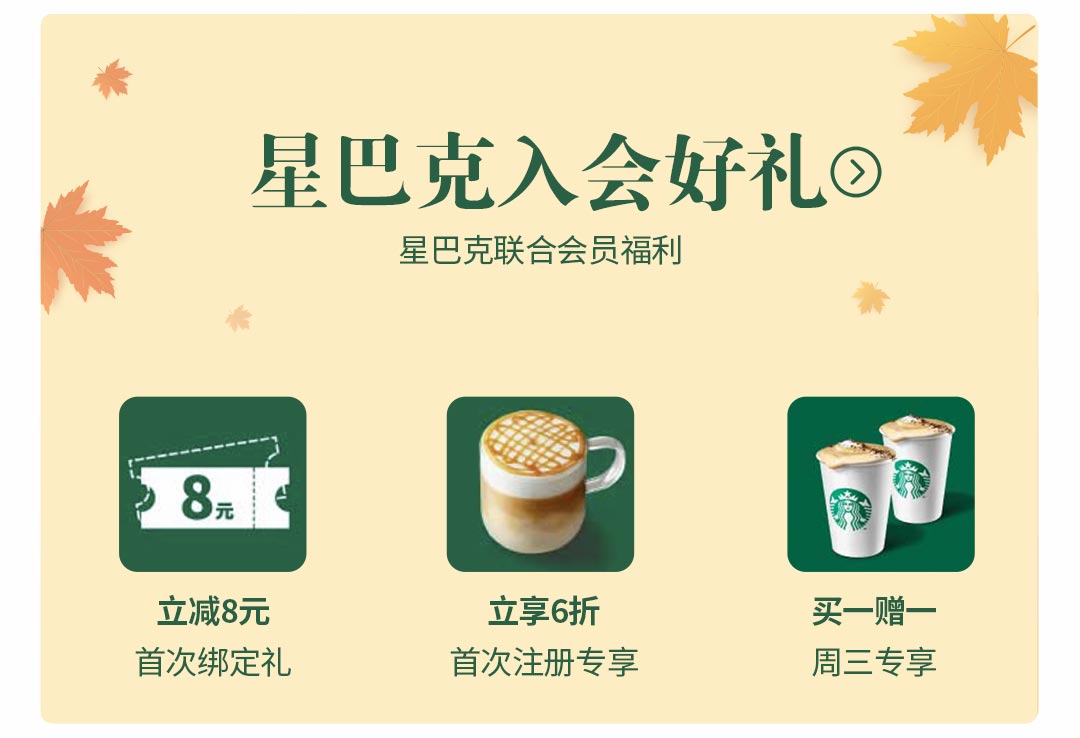 星巴克入会好礼
星巴克联合会员福利
8元
立减8元
首次绑定礼
立享6折
首次注册专享
买一赠一
周三专享